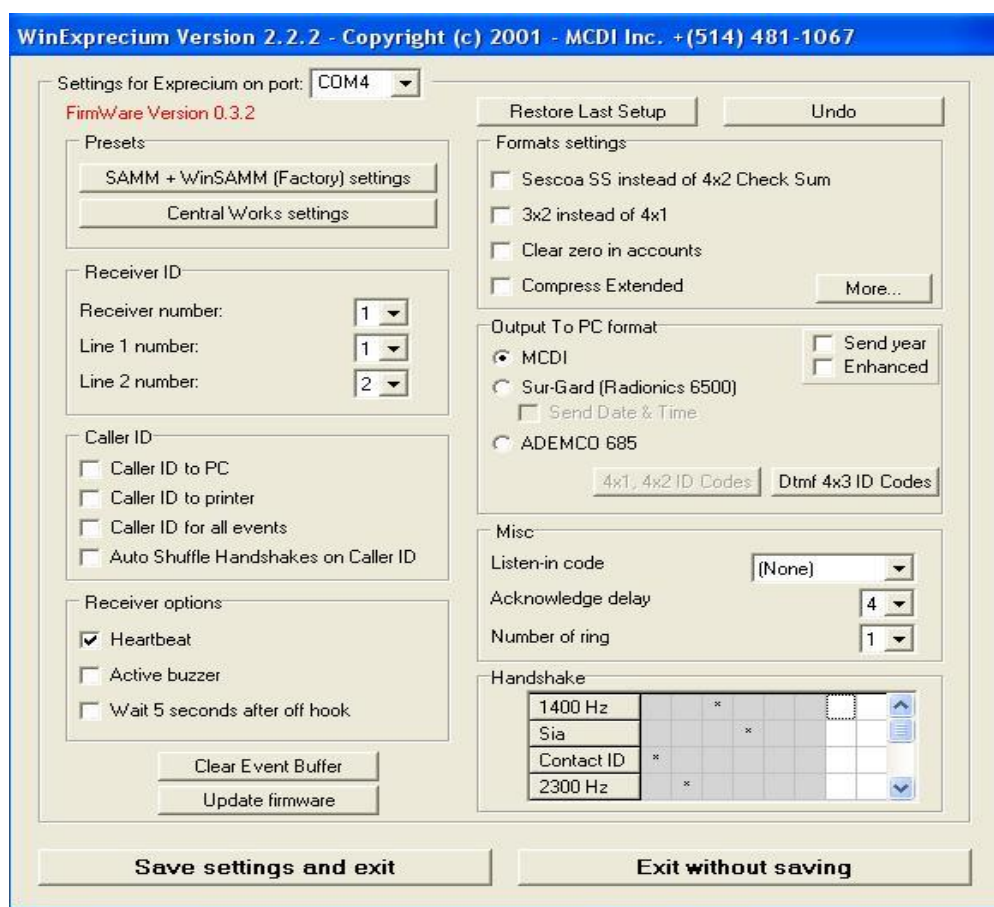 WinExprecium Version 2.2.2 - Copyright (c) 2001 - MCDI Inc. +(514) 481-1067
Settings for Exprecium on port: COM4
FirmWare Version 0.3.2
Presets
SAMM + WinSAMM (Factory) settings
Central Works settings
Receiver ID
Receiver number: 1
Line 1 number: 1
Line 2 number: 2
Caller ID
Caller ID to PC
Caller ID to printer
Caller ID for all events
Auto Shuffle Handshakes on Caller ID
Receiver options
Heartbeat
Active buzzer
Wait 5 seconds after off hook
Clear Event Buffer
Update firmware
Restore Last Setup
Undo
Formats settings
Sescoa SS instead of 4x2 Check Sum
3x2 instead of 4x1
Clear zero in accounts
Compress Extended
More...
Output To PC format
MCDI
Send year
Enhanced
Sur-Gard (Radionics 6500)
Send Date & Time
ADEMCO 685
4x1, 4x2 ID Codes
Dtmf 4x3 ID Codes
Misc
Listen-in code (None)
Acknowledge delay 4
Number of ring 1
Handshake
1400 Hz *
Sia *
Contact ID *
2300 Hz *
Save settings and exit
Exit without saving